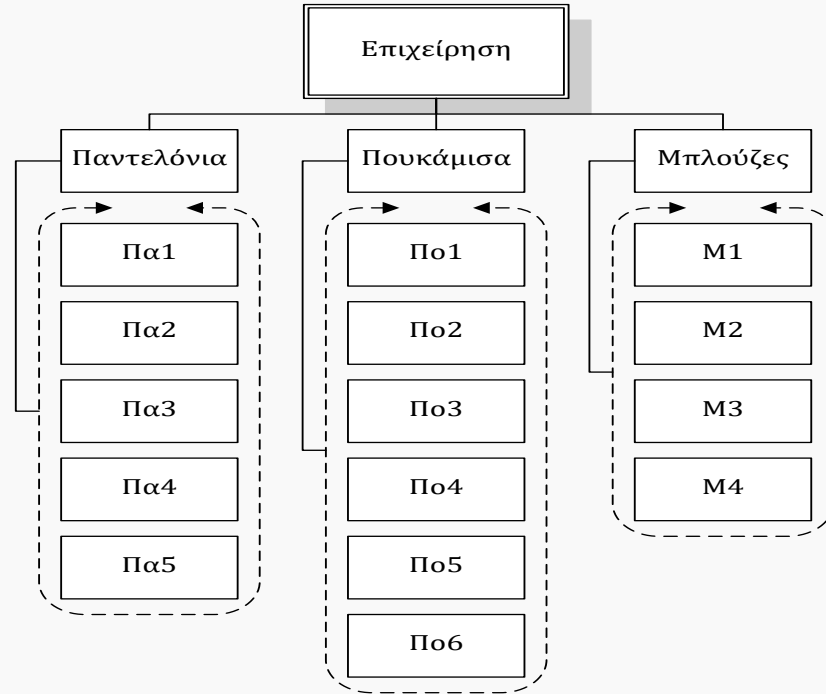 Επιχείρηση
Παντελόνια
Πουκάμισα
Μπλούζες
Πα1
Πο1
Μ1
Πα2
Πο2
Μ2
Πα3
Πο3
Μ3
Πα4
Πο4
Μ4
Πα5
Πο5
Πο6